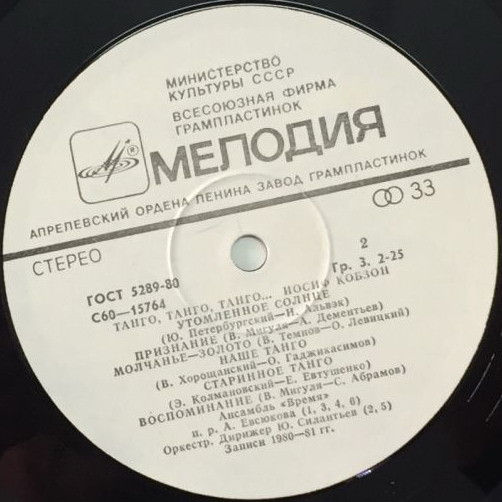 МИНИСТЕРСТВО
КУЛЬТУРЫ СССР
ВСЕСОЮЗНАЯ ФИРМА
ГРАМПЛАСТИНОК
МЕЛОДИЯ
АПРЕЛЕВСКИЙ ОРДЕНА ЛЕНИНА ЗАВОД ГРАМПЛАСТИНОК
СТЕРЕО
33
ГОСТ 5289-80
2
С60—15764
Гр. 3. 2-25
ТАНГО, ТАНГО, ТАНГО... ИОСИФ КОБЗОН
УТОМЛЕННОЕ СОЛНЦЕ
(Ю. Петербургский—И. Альвэк)
ПРИЗНАНИЕ (В. Мигуля—А. Дементьев)
МОЛЧАНЬЕ—ЗОЛОТО (В. Темнов—О. Левицкий)
НАШЕ ТАНГО
(В. Хорощанский—О. Гаджикасимов)
СТАРИННОЕ ТАНГО
(Э. Колмановский—Е. Евтушенко)
ВОСПОМИНАНИЕ (В. Мигуля—С. Абрамов)
Ансамбль «Время»
п. р. А. Евсюкова (1, 3, 4, 6)
Оркестр, Дирижер Ю. Силантьев (2, 5)
Записи 1980—81 гг.